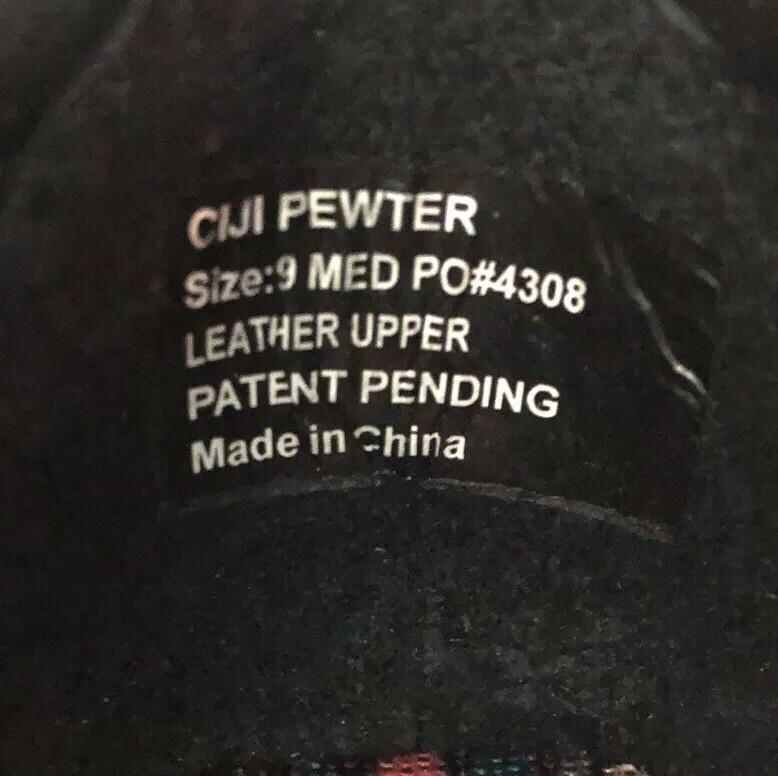 CIJI PEWTER
Size:9 MED PO#4308
LEATHER UPPER
PATENT PENDING
Made in China